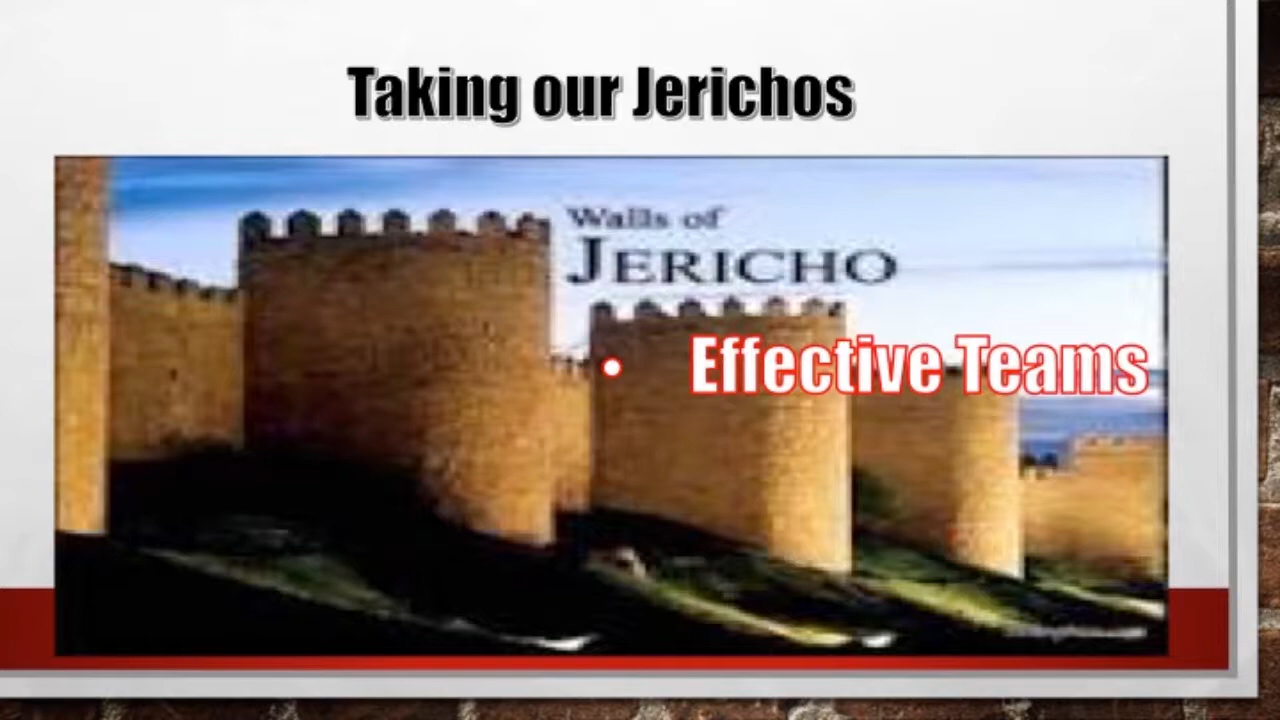 Taking our Jerichos
Walls of
JERICHO
• Effective Teams